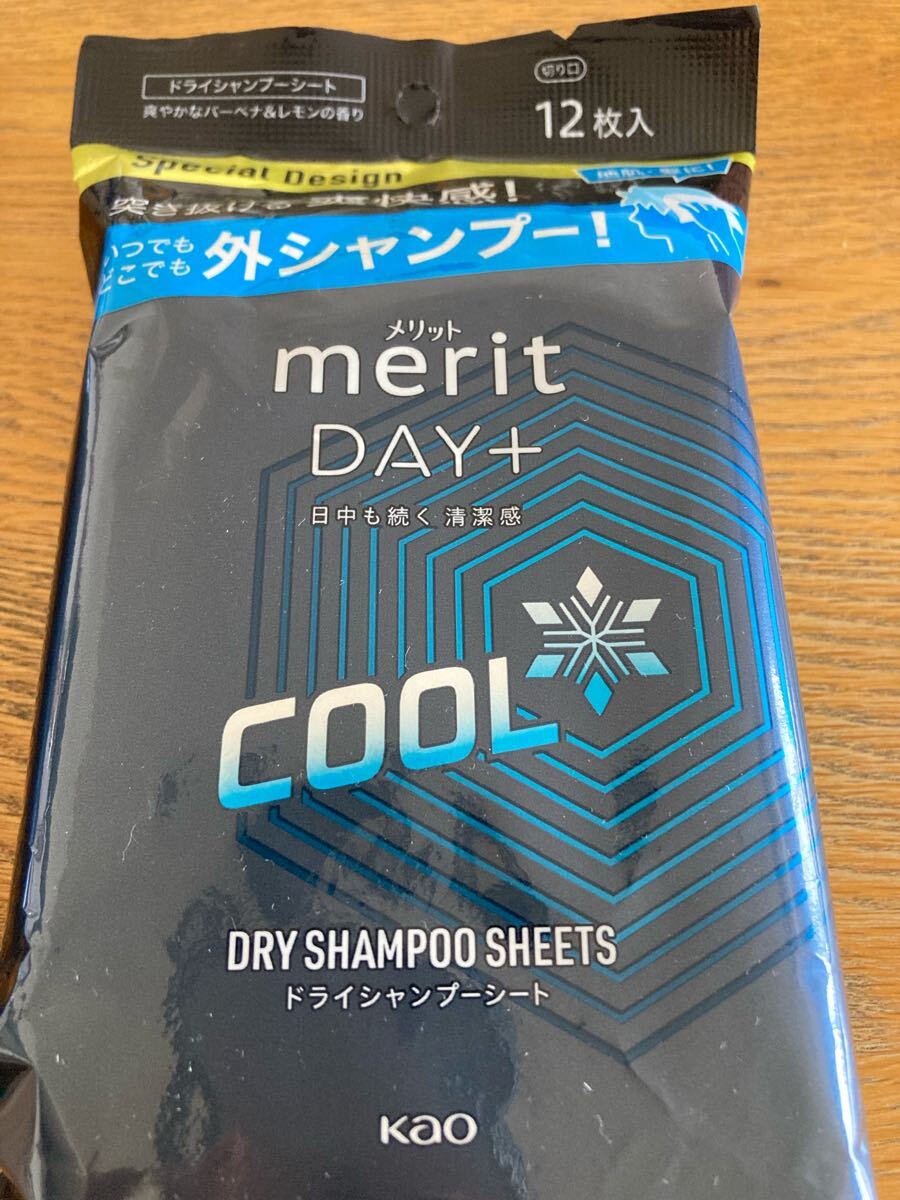 ドライシャンプーシート
爽やかなバーベナ&レモンの香り
切り口
12枚入
Special Design
突き抜ける爽快感!
いつでも
どこでも
外シャンプー!
メリット
merit
DAY+
日中も続く 清潔感
COOL
DRY SHAMPOO SHEETS
ドライシャンプーシート
Kao